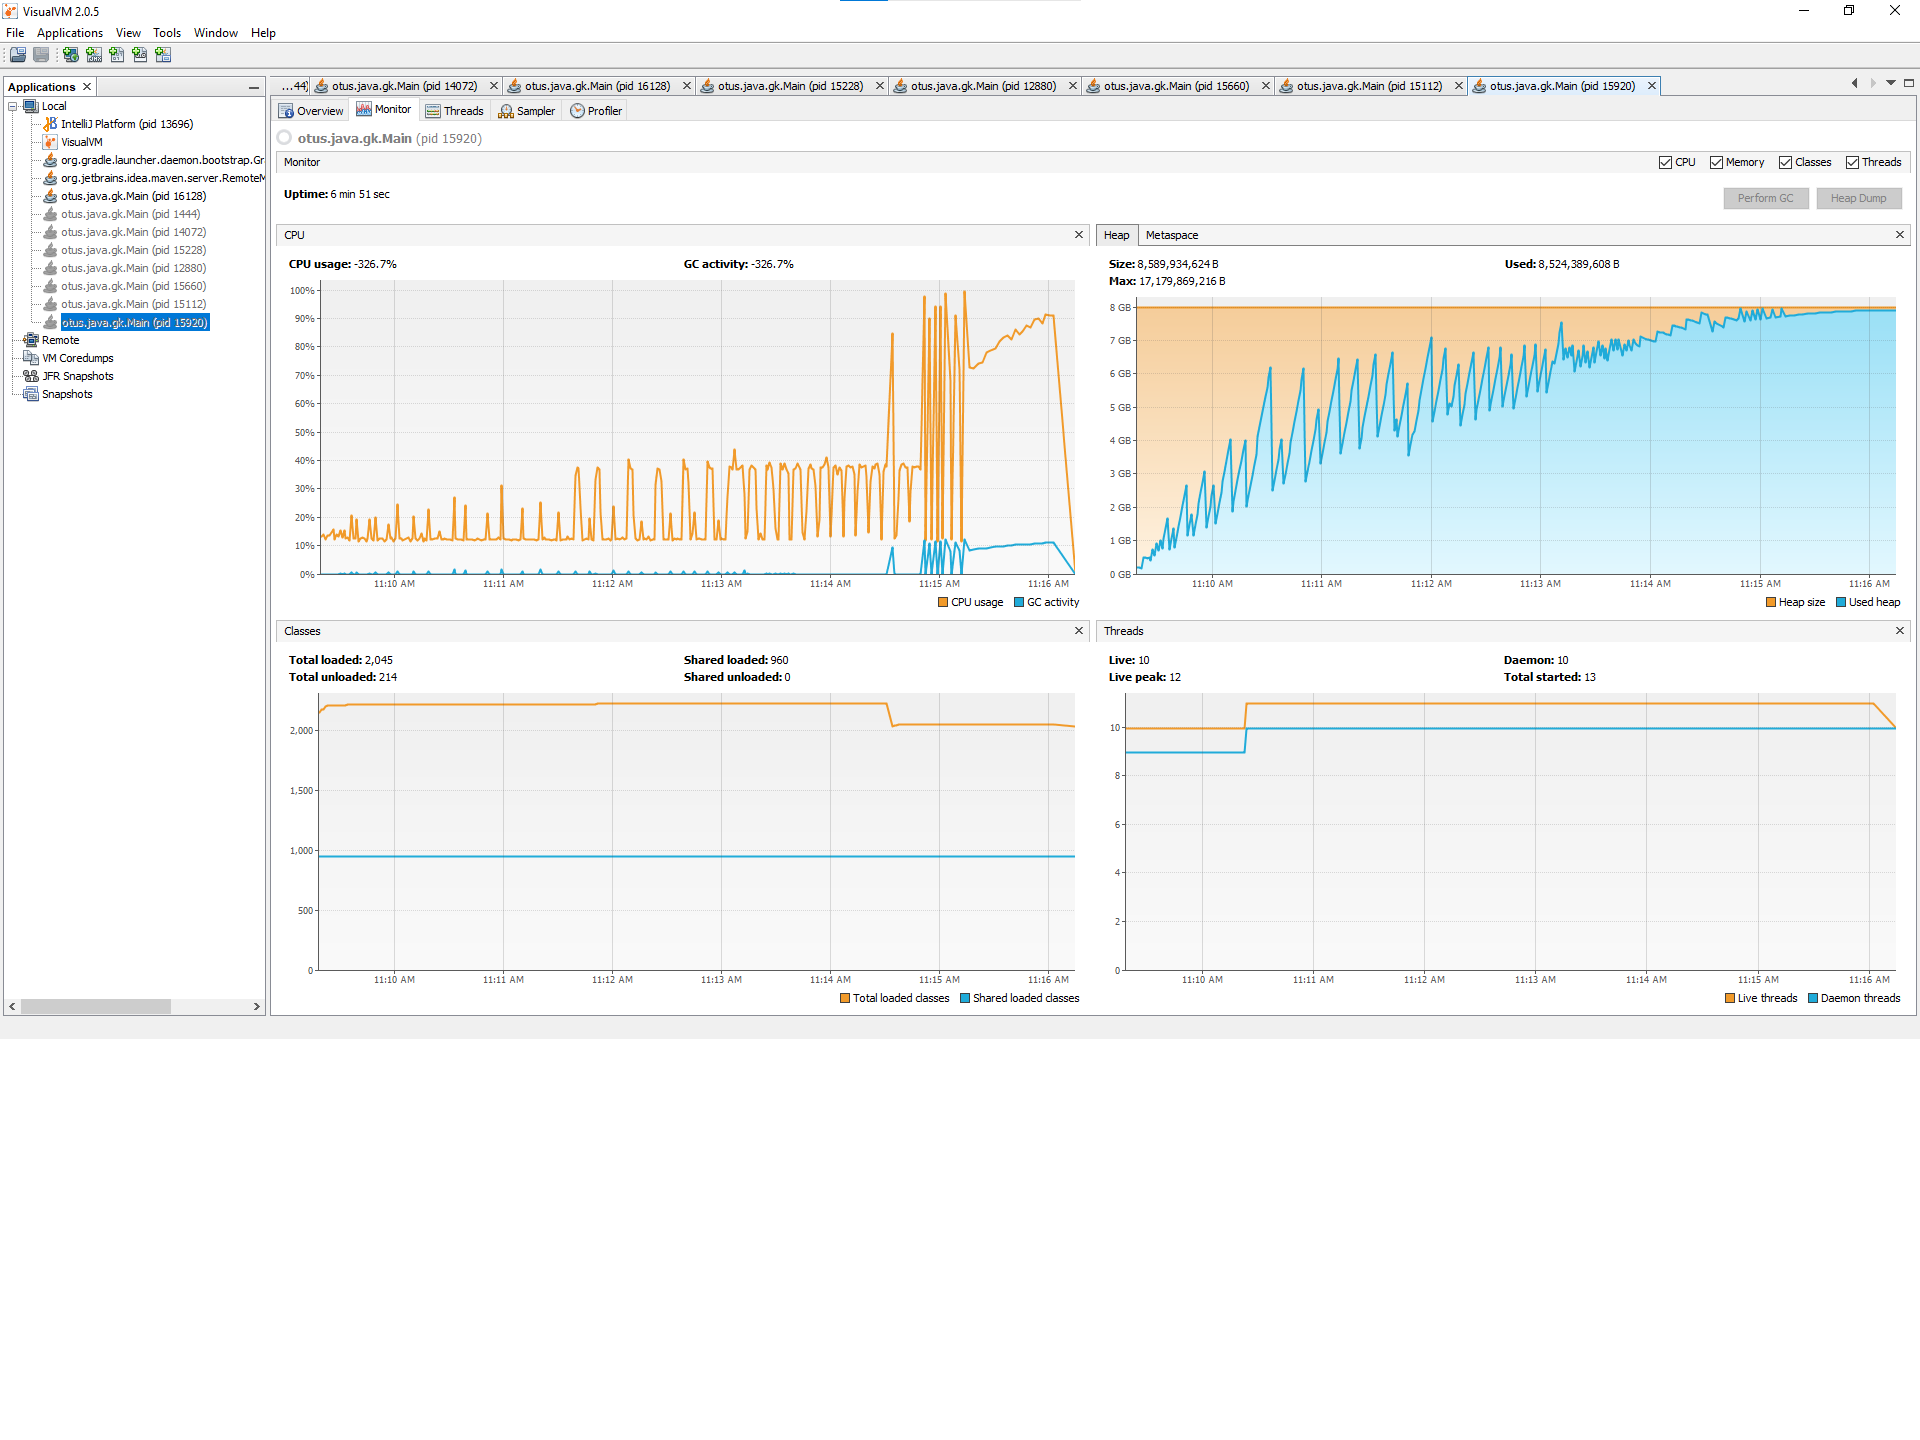 VisualVM 2.0.5
File Applications View Tools Window Help
Applications
Local
IntelliJ Platform (pid 13696)
VisualVM
org.gradle.launcher.daemon.bootstrap.Gr
org.jetbrains.idea.maven.server.RemoteM
otus.java.gk.Main (pid 16128)
otus.java.gk.Main (pid 1444)
otus.java.gk.Main (pid 14072)
otus.java.gk.Main (pid 15228)
otus.java.gk.Main (pid 12880)
otus.java.gk.Main (pid 15660)
otus.java.gk.Main (pid 15112)
otus.java.gk.Main (pid 15920)
Remote
VM Coredumps
JFR Snapshots
Snapshots
...44) otus.java.gk.Main (pid 14072) otus.java.gk.Main (pid 16128) otus.java.gk.Main (pid 15228) otus.java.gk.Main (pid 12880) otus.java.gk.Main (pid 15660) otus.java.gk.Main (pid 15112) otus.java.gk.Main (pid 15920)
Overview Monitor Threads Sampler Profiler
otus.java.gk.Main (pid 15920)
Monitor CPU Memory Classes Threads
Uptime: 6 min 51 sec Perform GC Heap Dump
CPU
CPU usage: -326.7% GC activity: -326.7%
100%
90%
80%
70%
60%
50%
40%
30%
20%
10%
0%
11:10 AM 11:11 AM 11:12 AM 11:13 AM 11:14 AM 11:15 AM 11:16 AM
CPU usage GC activity
Heap Metaspace
Size: 8,589,934,624 B Used: 8,524,389,608 B
Max: 17,179,869,216 B
8 GB
7 GB
6 GB
5 GB
4 GB
3 GB
2 GB
1 GB
0 GB
11:10 AM 11:11 AM 11:12 AM 11:13 AM 11:14 AM 11:15 AM 11:16 AM
Heap size Used heap
Classes
Total loaded: 2,045 Shared loaded: 960
Total unloaded: 214 Shared unloaded: 0
2,000
1,500
1,000
500
0
11:10 AM 11:11 AM 11:12 AM 11:13 AM 11:14 AM 11:15 AM 11:16 AM
Total loaded classes Shared loaded classes
Threads
Live: 10 Daemon: 10
Live peak: 12 Total started: 13
10
8
6
4
2
0
11:10 AM 11:11 AM 11:12 AM 11:13 AM 11:14 AM 11:15 AM 11:16 AM
Live threads Daemon threads